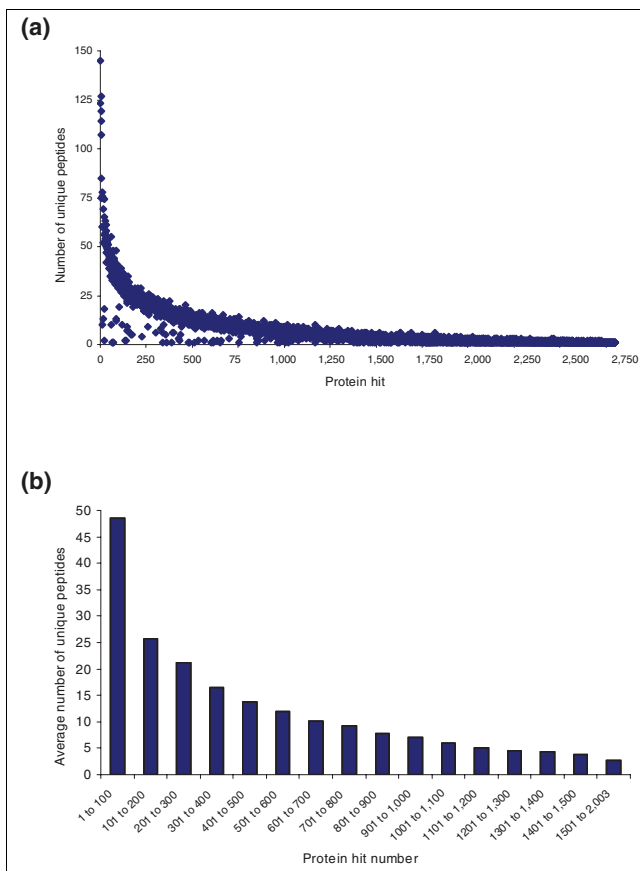 (a)
150
125
100
75
50
25
0
Number of unique peptides
0 250 500 75 1,000 1,250 1,500 1,750 2,000 2,250 2,500 2,750
Protein hit
(b)
50
45
40
35
30
25
20
15
10
5
0
Average number of unique peptides
1 to 100
101 to 200
201 to 300
301 to 400
401 to 500
501 to 600
601 to 700
701 to 800
801 to 900
901 to 1,000
1001 to 1,100
1101 to 1,200
1201 to 1,300
1301 to 1,400
1401 to 1,500
1501 to 2,003
Protein hit number